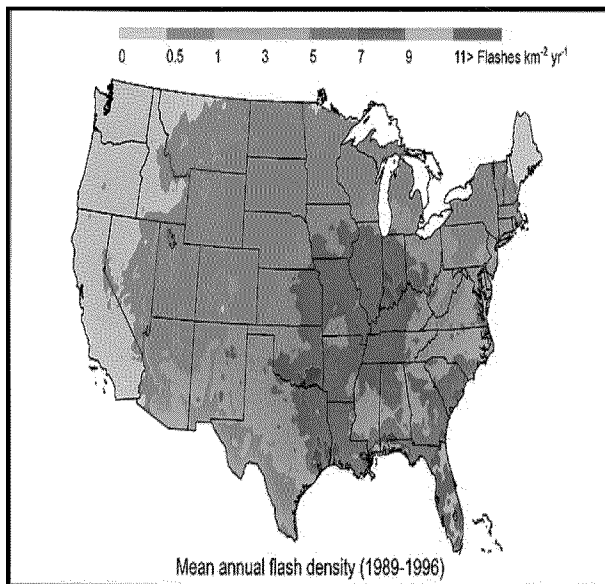 0 0.5 1 3 5 7 9 11> Flashes km⁻² yr⁻¹
Mean annual flash density (1989-1996)